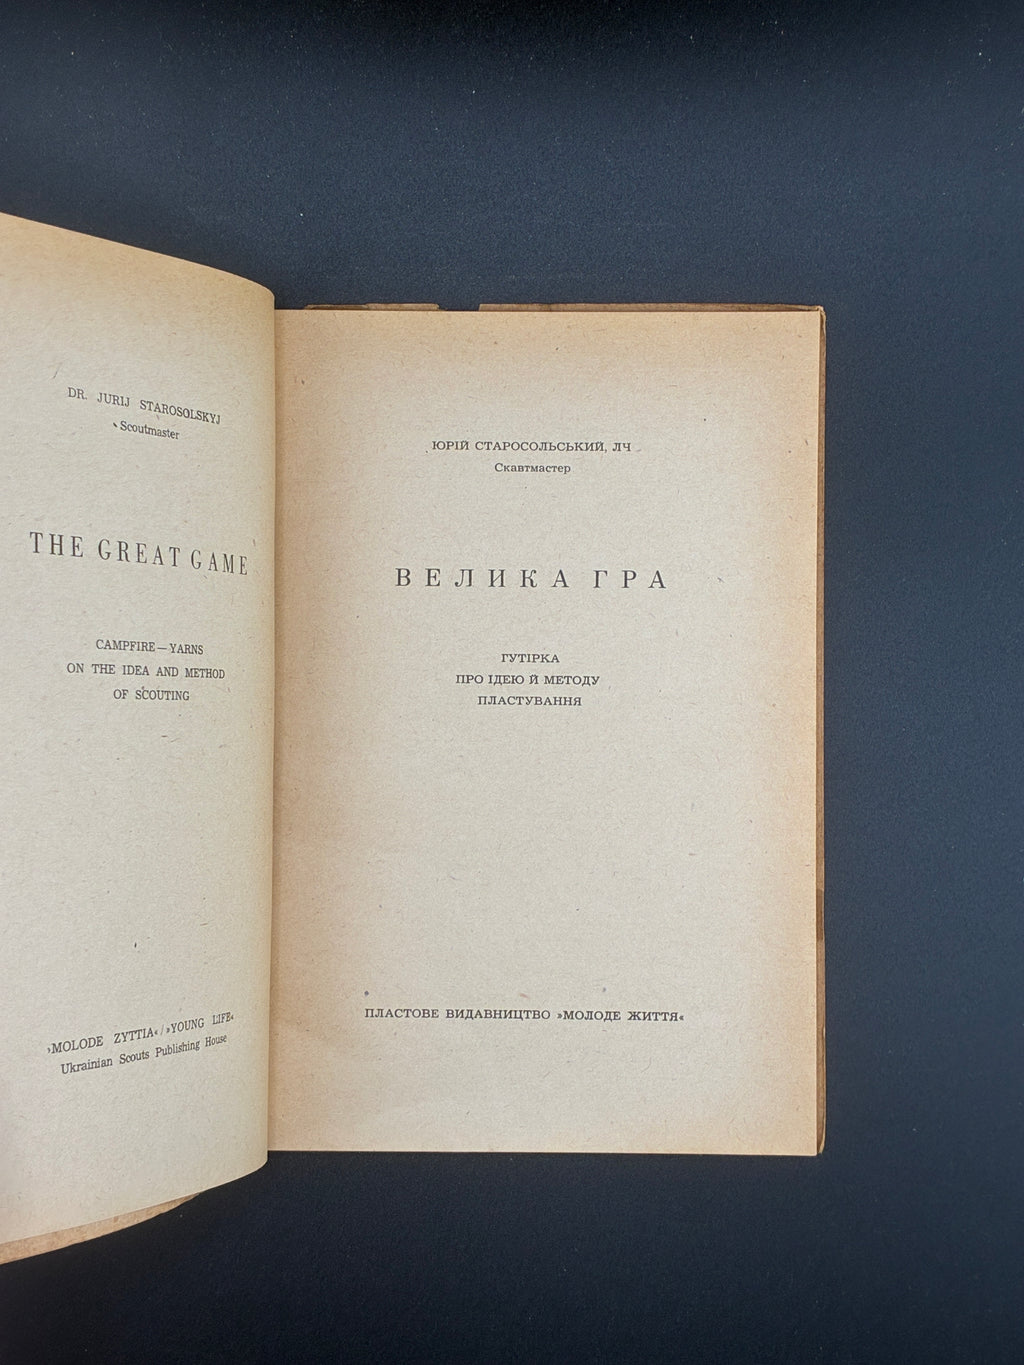 DR. JURIJ STAROSOLSKYJ
Scoutmaster
THE GREAT GAME
CAMPFIRE — YARNS
ON THE IDEA AND METHOD
OF SCOUTING
»MOLODE ZYTTIA« / »YOUNG LIFE«
Ukrainian Scouts Publishing House
ЮРІЙ СТАРОСОЛЬСЬКИЙ, ЛЧ
Скавтмастер
ВЕЛИКА ГРА
ГУТІРКА
ПРО ІДЕЮ Й МЕТОДУ
ПЛАСТУВАННЯ
ПЛАСТОВЕ ВИДАВНИЦТВО »МОЛОДЕ ЖИТТЯ«